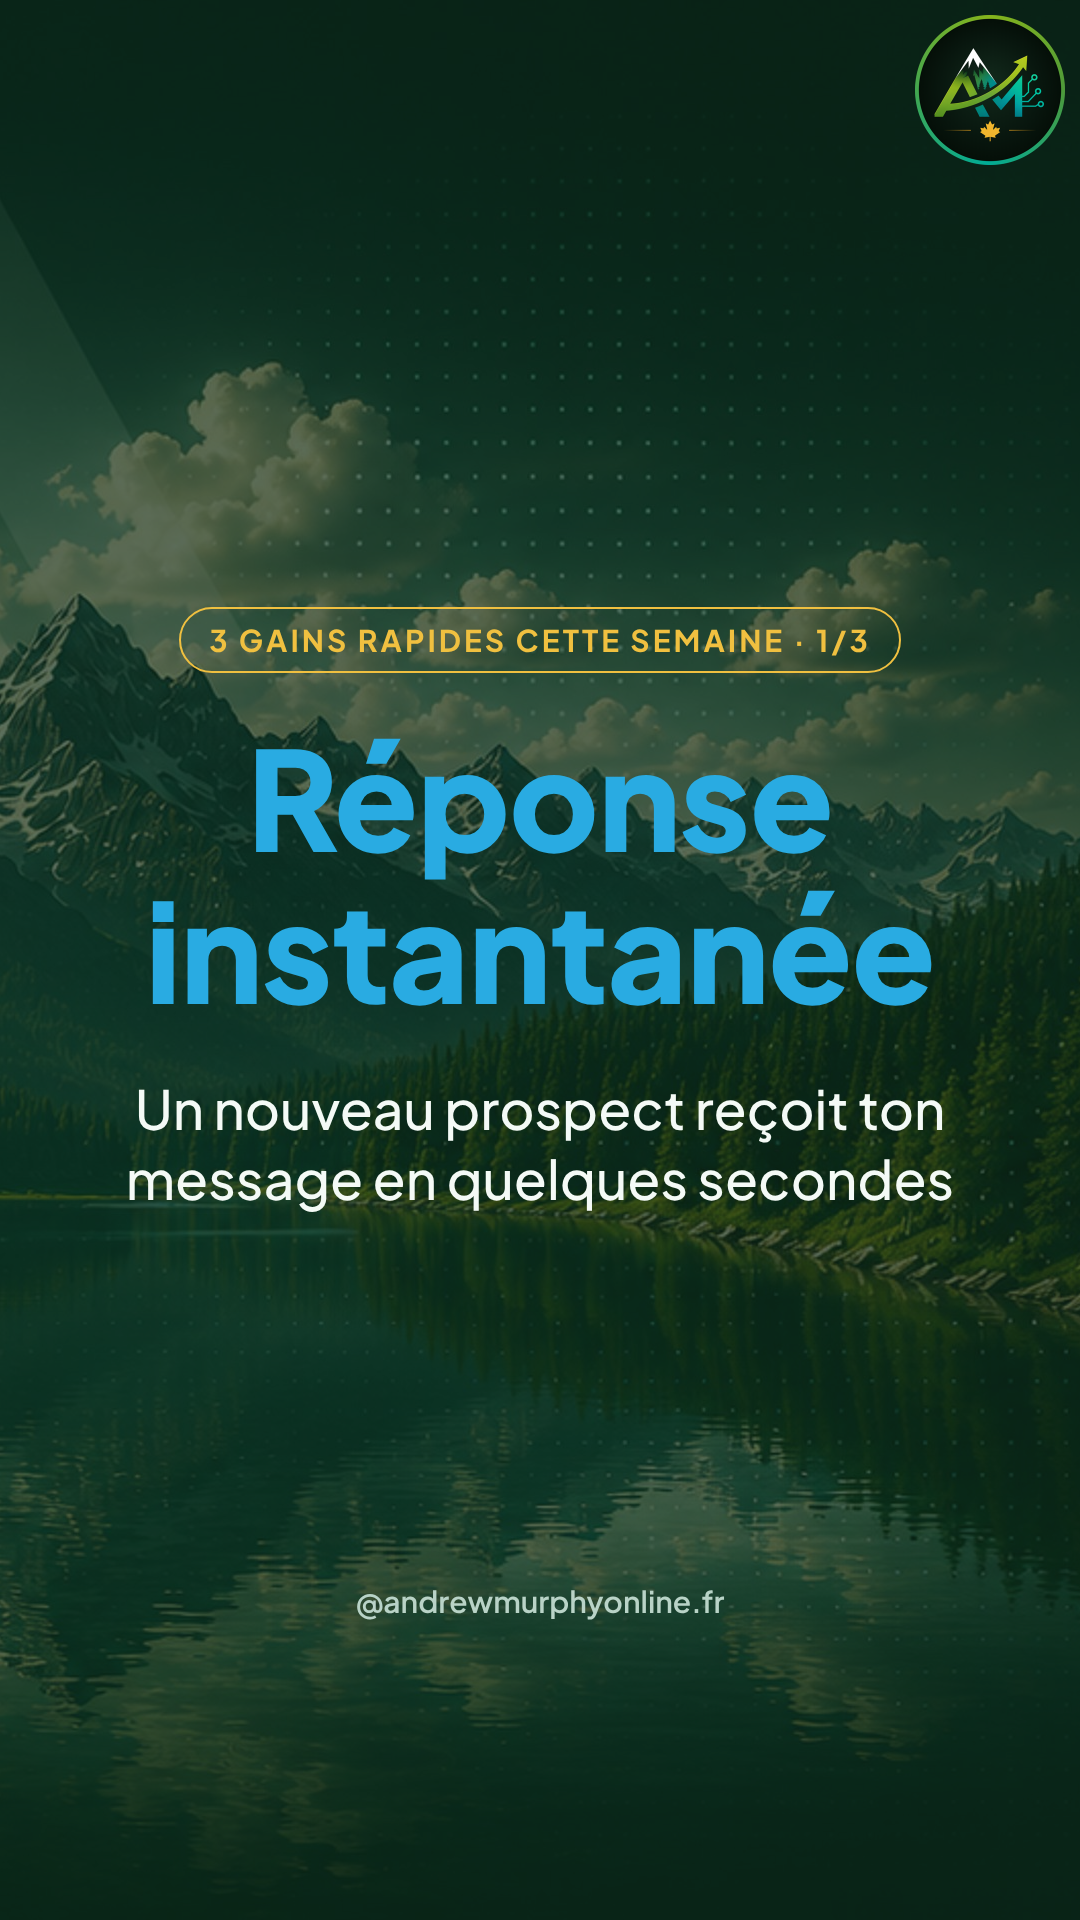 AM
3 GAINS RAPIDES CETTE SEMAINE · 1/3
Réponse
instantanée
Un nouveau prospect reçoit ton
message en quelques secondes
@andrewmurphyonline.fr